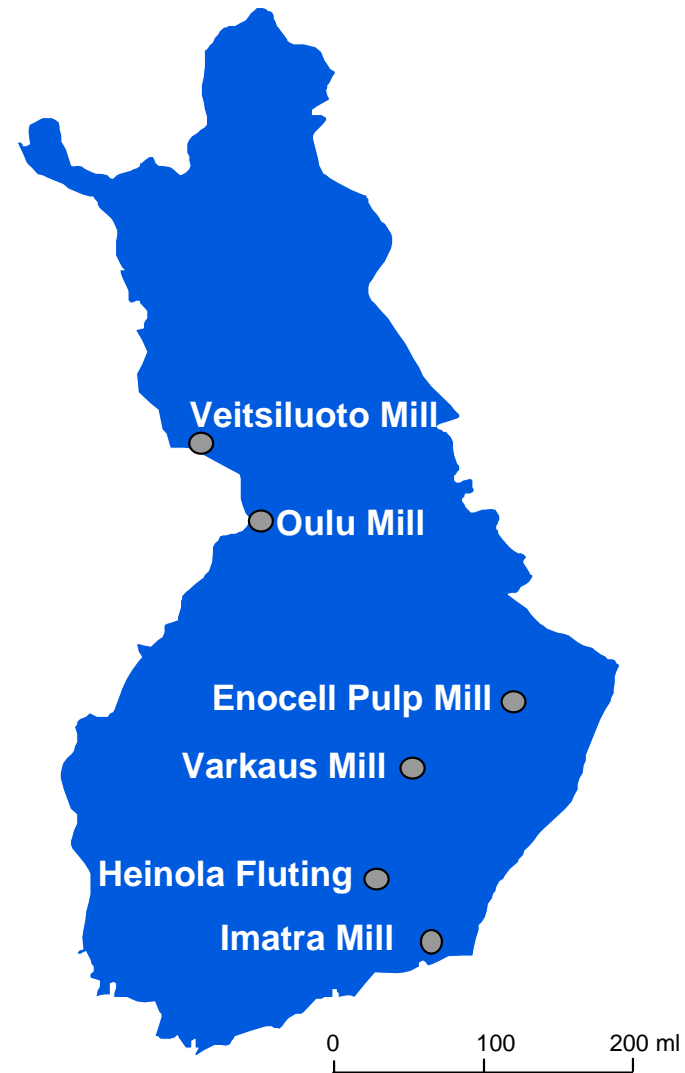 Veitsiluoto Mill
Oulu Mill
Enocell Pulp Mill
Varkaus Mill
Heinola Fluting
Imatra Mill
0 100 200 ml